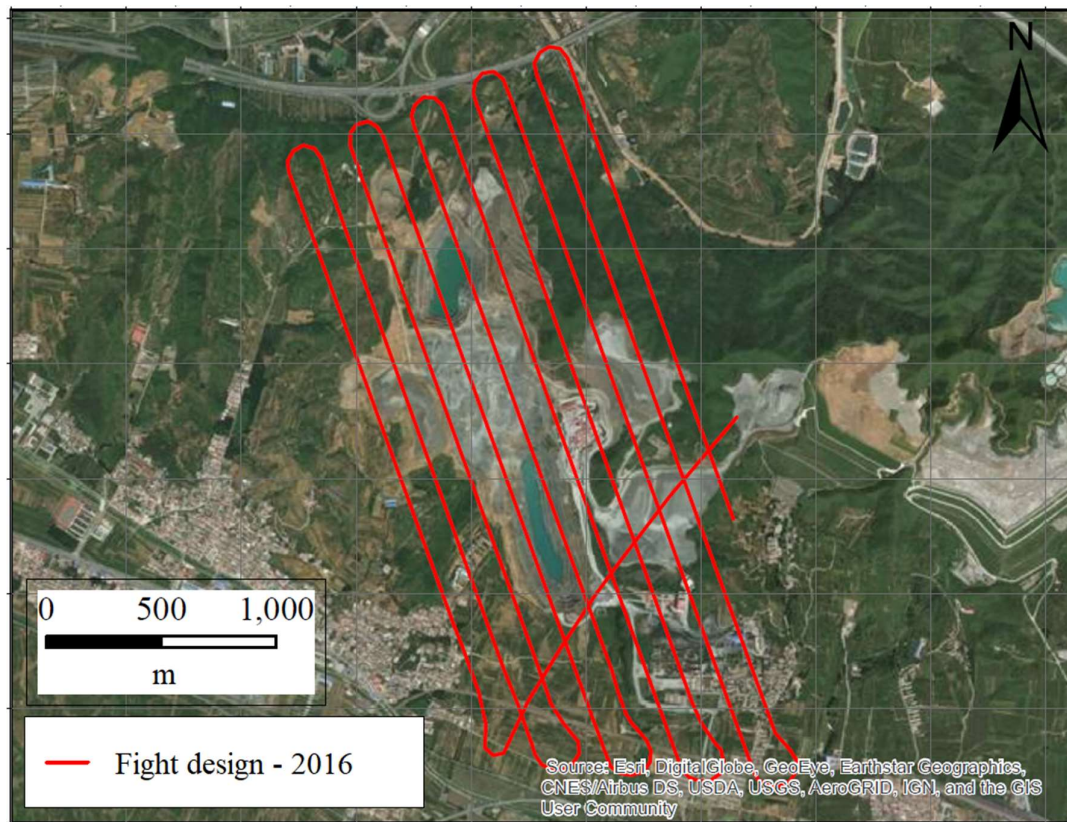 N
0 500 1,000
m
Fight design - 2016
Source: Esri, DigitalGlobe, GeoEye, Earthstar Geographics,
CNES/Airbus DS, USDA, USGS, AeroGRID, IGN, and the GIS
User Community